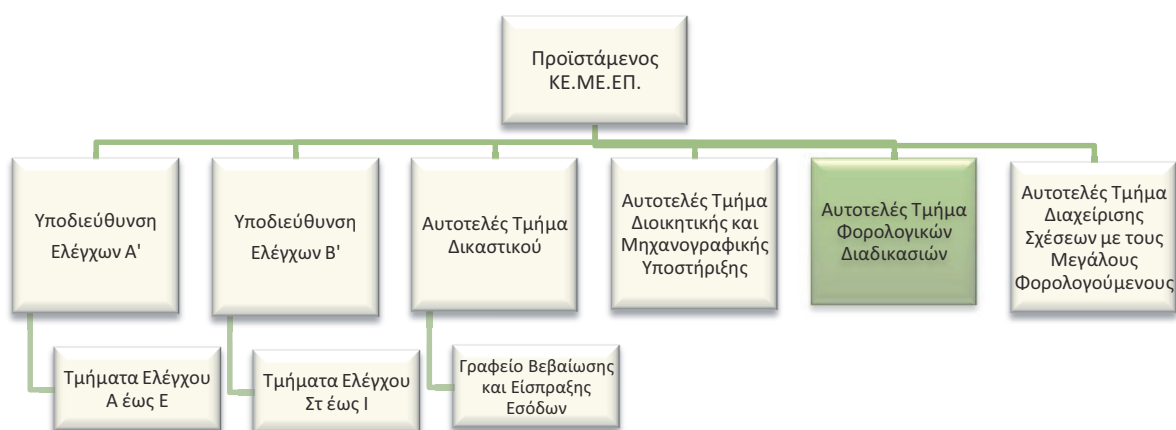 Προϊστάμενος
ΚΕ.ΜΕ.ΕΠ.
Υποδιεύθυνση
Ελέγχων Α'
Υποδιεύθυνση
Ελέγχων Β'
Αυτοτελές Τμήμα
Δικαστικού
Αυτοτελές Τμήμα
Διοικητικής και
Μηχανογραφικής
Υποστήριξης
Αυτοτελές Τμήμα
Φορολογικών
Διαδικασιών
Αυτοτελές Τμήμα
Διαχείρισης
Σχέσεων με τους
Μεγάλους
Φορολογούμενους
Τμήματα Ελέγχου
Α έως Ε
Τμήματα Ελέγχου
Στ έως Ι
Γραφείο Βεβαίωσης
και Είσπραξης
Εσόδων